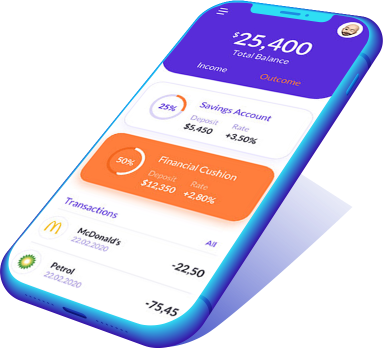 $25,400
Total Balance
Income Outcome
25%
Savings Account
Deposit Rate
$5,450 +3.50%
50%
Financial Cushion
Deposit Rate
$12,350 +2.80%
Transactions All
McDonald's
22.02.2020
-22,50
Petrol
22.02.2020
-75,45